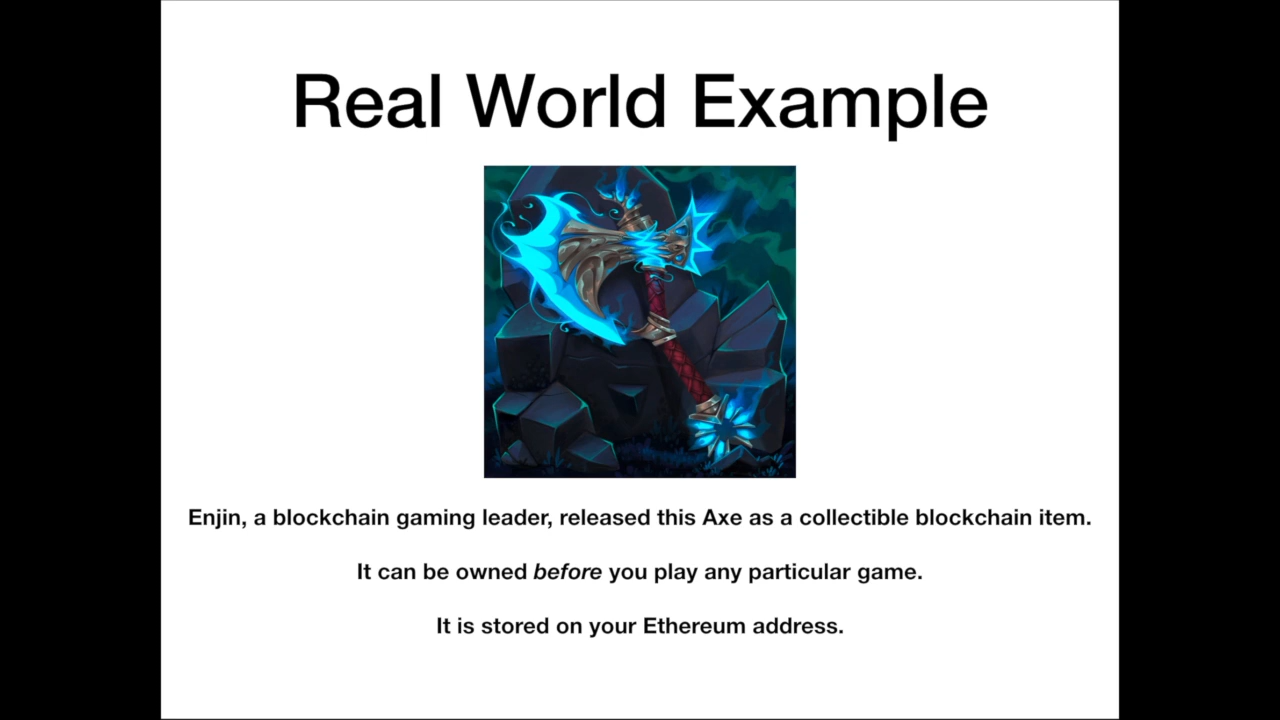 Real World Example
Enjin, a blockchain gaming leader, released this Axe as a collectible blockchain item.
It can be owned before you play any particular game.
It is stored on your Ethereum address.